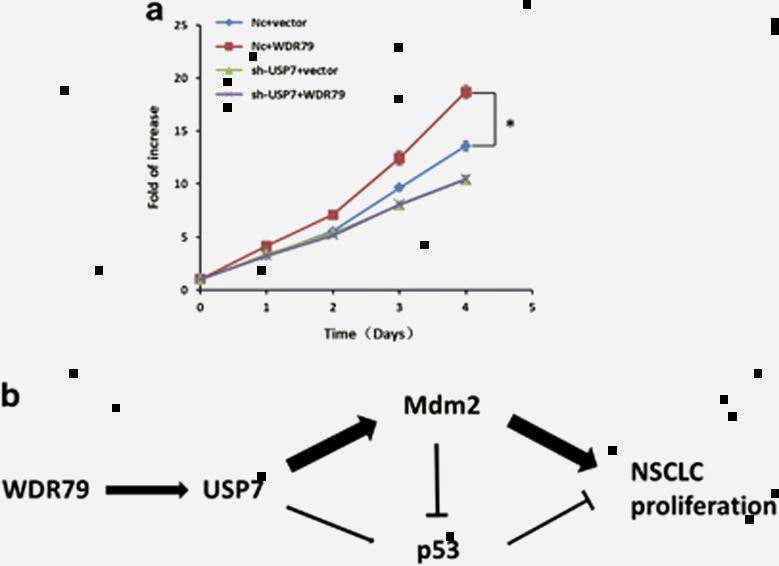 a
25
Nc+vector
Nc+WDR79
20
sh-USP7+vector
sh-USP7+WDR79
*
15
Fold of increase
10
5
0
0 1 2 3 4 5
Time (Days)
b
Mdm2
WDR79 USP7
NSCLC
proliferation
p53